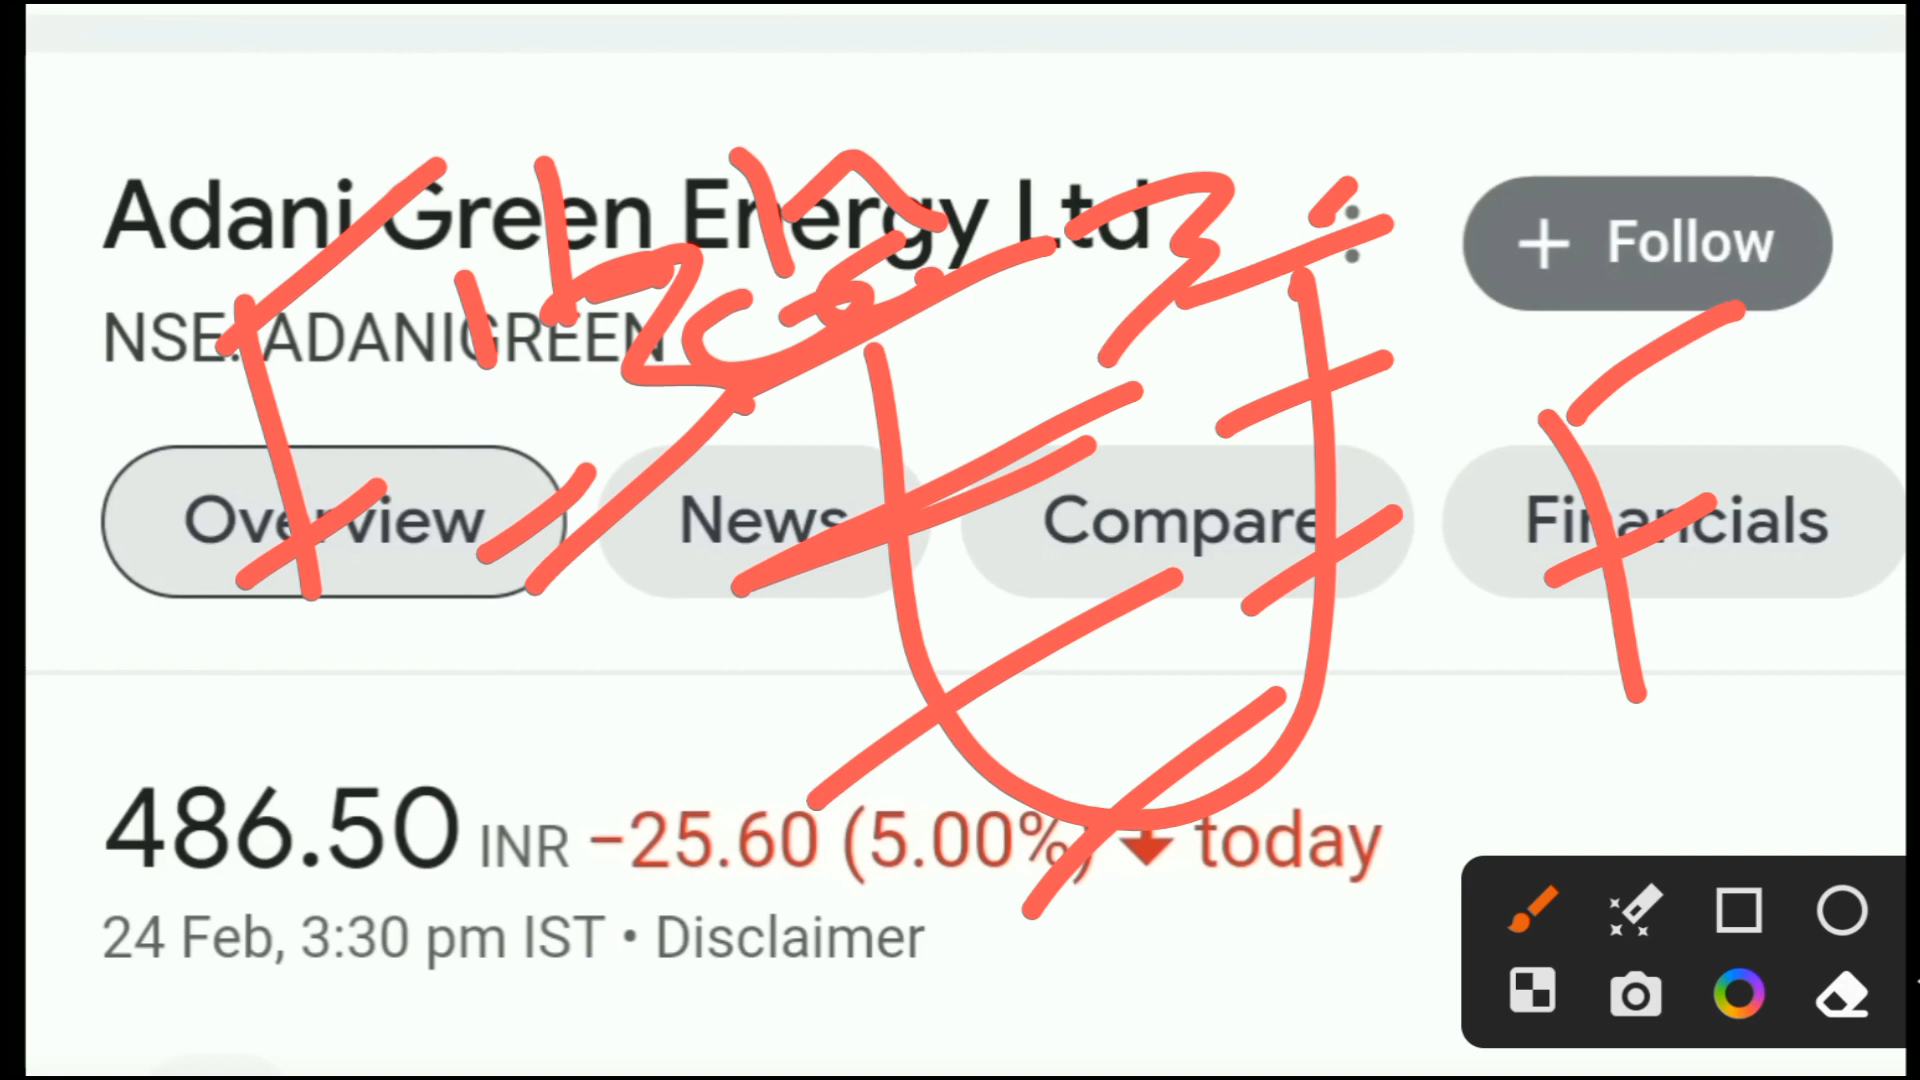 Adani Green Energy Ltd
+ Follow
NSE: ADANIGREEN
Overview News Compare Financials
486.50 INR −25.60 (5.00%) today
24 Feb, 3:30 pm IST • Disclaimer